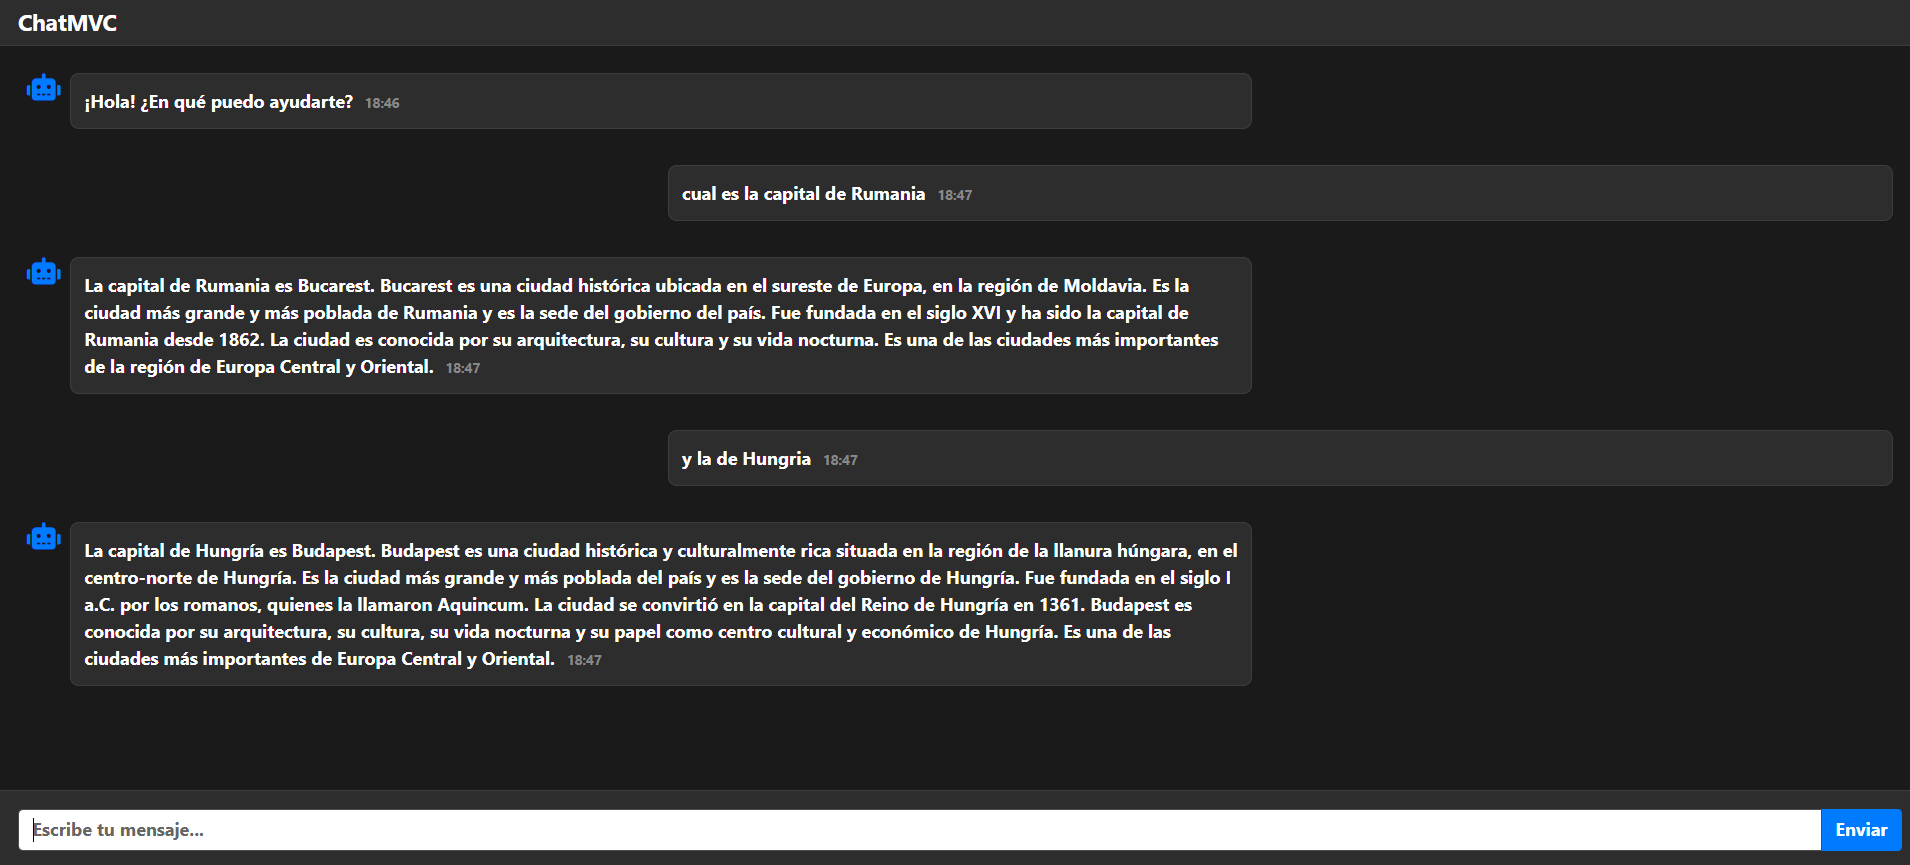 ChatMVC
¡Hola! ¿En qué puedo ayudarte? 18:46
cual es la capital de Rumania 18:47
La capital de Rumania es Bucarest. Bucarest es una ciudad histórica ubicada en el sureste de Europa, en la región de Moldavia. Es la
ciudad más grande y más poblada de Rumania y es la sede del gobierno del país. Fue fundada en el siglo XVI y ha sido la capital de
Rumania desde 1862. La ciudad es conocida por su arquitectura, su cultura y su vida nocturna. Es una de las ciudades más importantes
de la región de Europa Central y Oriental. 18:47
y la de Hungria 18:47
La capital de Hungría es Budapest. Budapest es una ciudad histórica y culturalmente rica situada en la región de la llanura húngara, en el
centro-norte de Hungría. Es la ciudad más grande y más poblada del país y es la sede del gobierno de Hungría. Fue fundada en el siglo I
a.C. por los romanos, quienes la llamaron Aquincum. La ciudad se convirtió en la capital del Reino de Hungría en 1361. Budapest es
conocida por su arquitectura, su cultura, su vida nocturna y su papel como centro cultural y económico de Hungría. Es una de las
ciudades más importantes de Europa Central y Oriental. 18:47
Escribe tu mensaje... Enviar